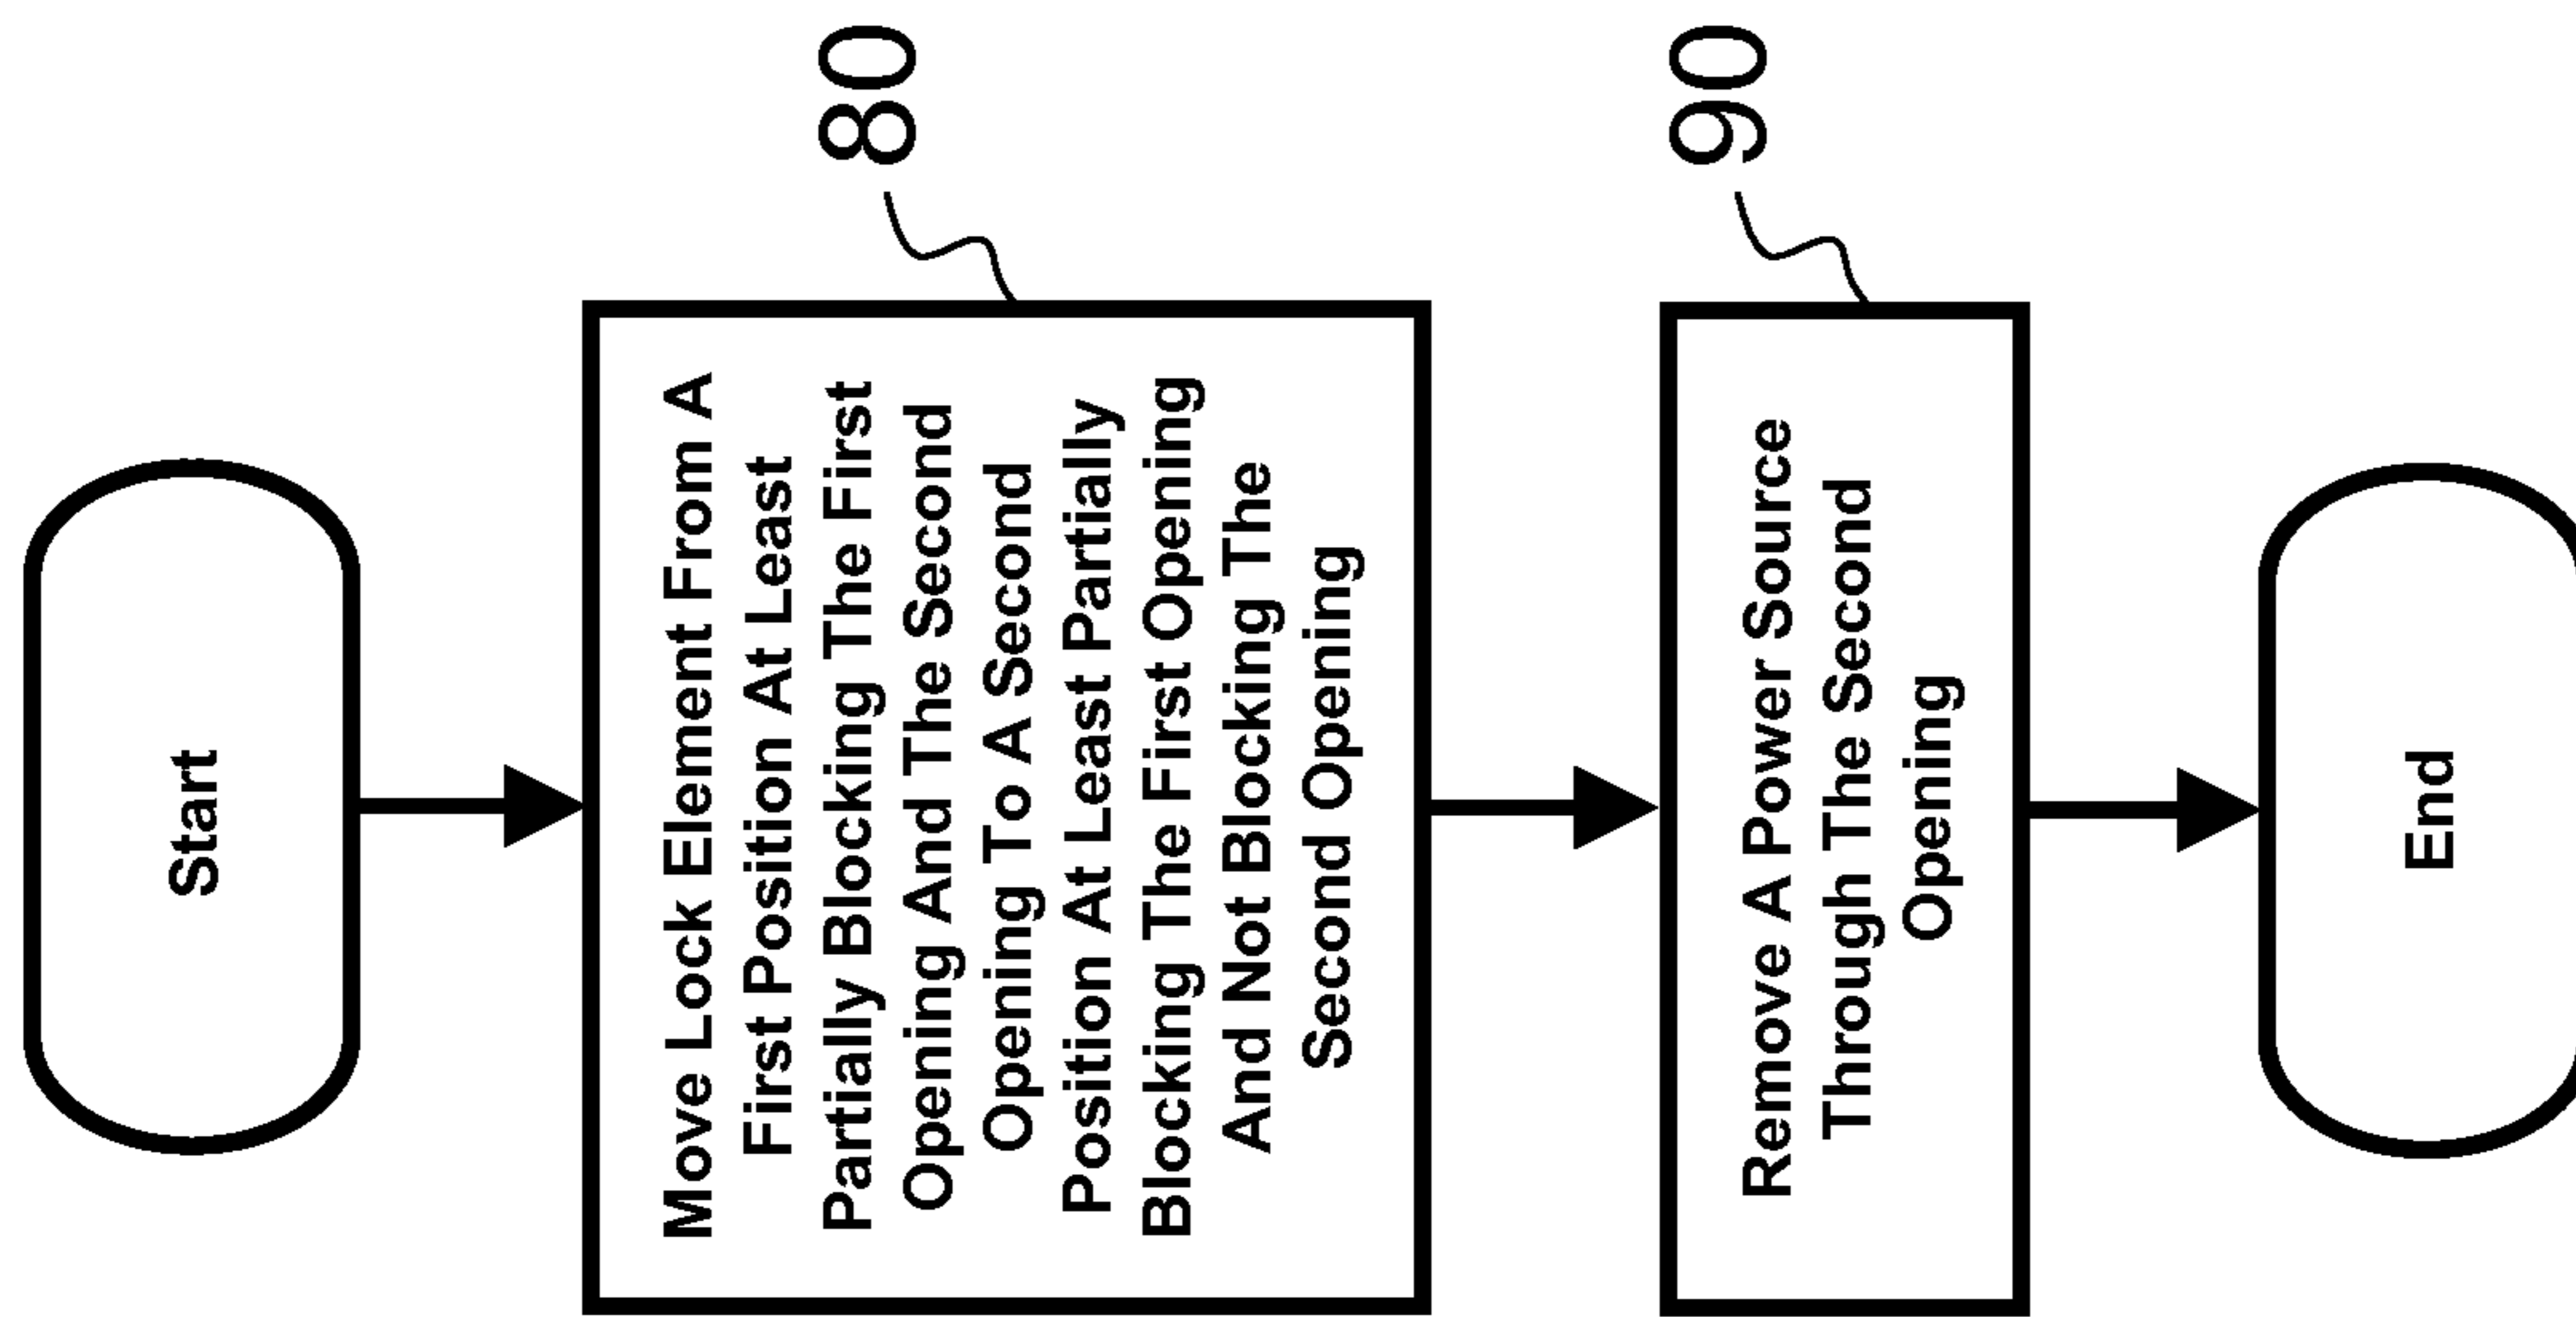 Start
80
Move Lock Element From A
First Position At Least
Partially Blocking The First
Opening And The Second
Opening To A Second
Position At Least Partially
Blocking The First Opening
And Not Blocking The
Second Opening
90
Remove A Power Source
Through The Second
Opening
End